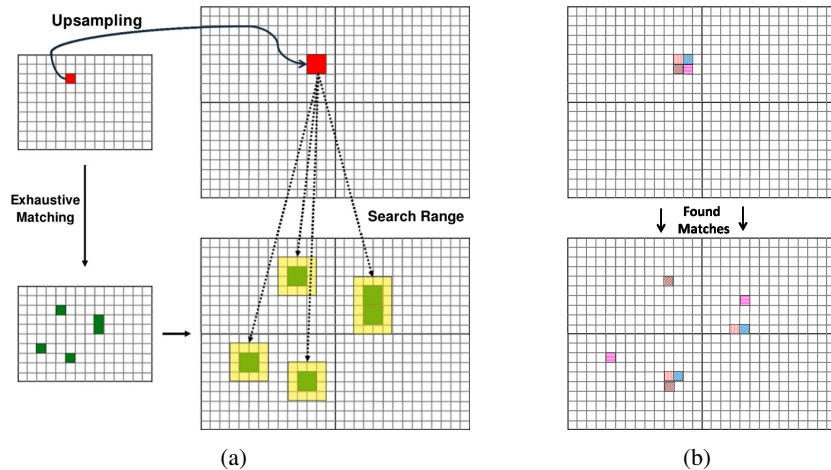 Upsampling
Exhaustive
Matching
Search Range
Found
Matches
(a)
(b)